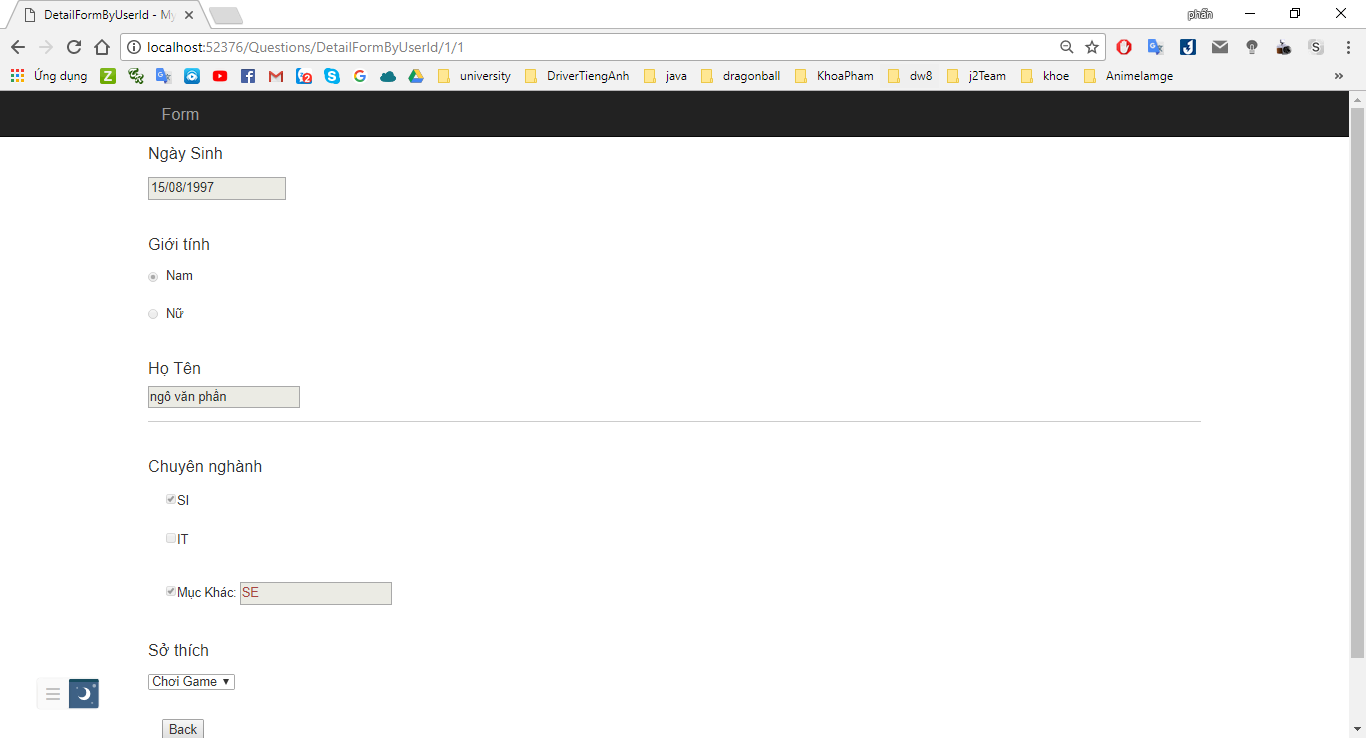 DetailFormByUserId - My
phấn
localhost:52376/Questions/DetailFormByUserId/1/1
Ứng dụng university DriverTiengAnh java dragonball KhoaPham dw8 j2Team khoe Animelamge »
Form
Ngày Sinh
15/08/1997
Giới tính
Nam
Nữ
Họ Tên
ngô văn phấn
Chuyên nghành
SI
IT
Mục Khác: SE
Sở thích
Chơi Game
Back